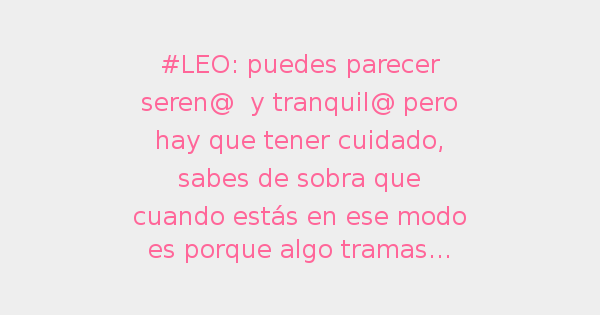 #LEO: puedes parecer
seren@  y tranquil@ pero
hay que tener cuidado,
sabes de sobra que
cuando estás en ese modo
es porque algo tramas...